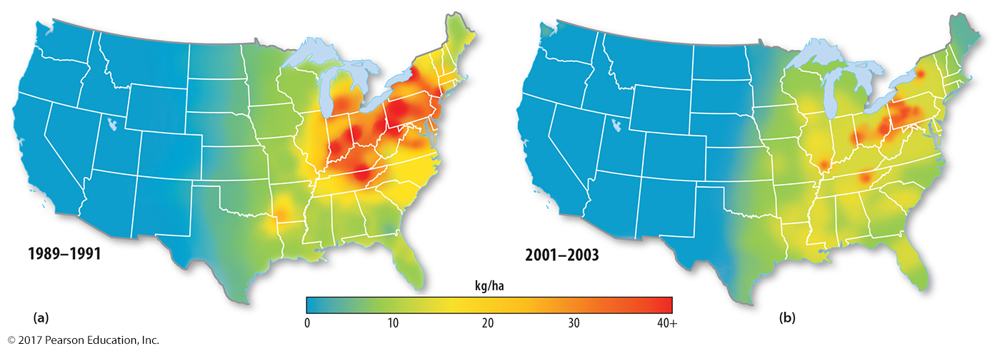 1989–1991
2001–2003
kg/ha
0 10 20 30 40+
(a)
(b)
© 2017 Pearson Education, Inc.